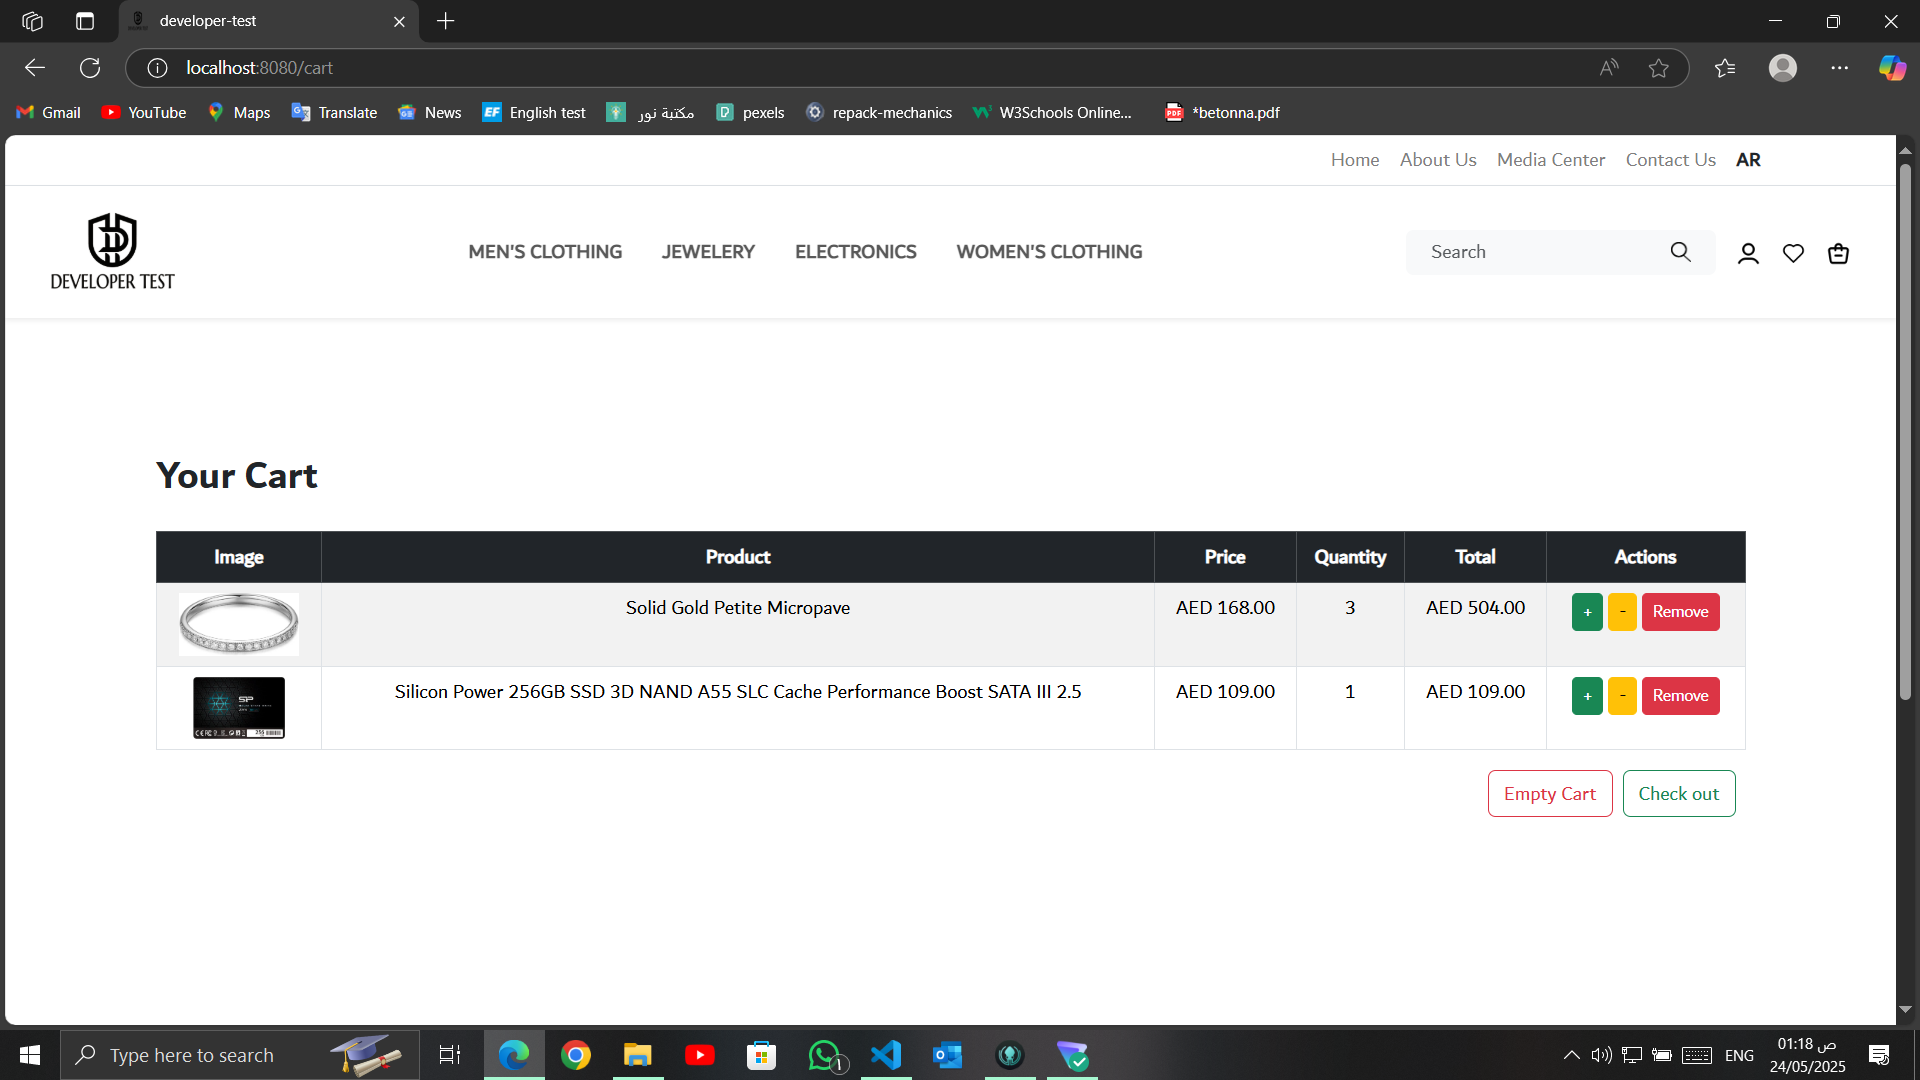 developer-test
localhost:8080/cart
Gmail YouTube Maps Translate News English test مكتبة نور pexels repack-mechanics W3Schools Online... *betonna.pdf
Home About Us Media Center Contact Us AR
DEVELOPER TEST
MEN'S CLOTHING JEWELERY ELECTRONICS WOMEN'S CLOTHING
Search
Your Cart
Image Product Price Quantity Total Actions
Solid Gold Petite Micropave AED 168.00 3 AED 504.00 + - Remove
Silicon Power 256GB SSD 3D NAND A55 SLC Cache Performance Boost SATA III 2.5 AED 109.00 1 AED 109.00 + - Remove
SP
256
Empty Cart Check out
Type here to search
ENG
01:18 ص
24/05/2025